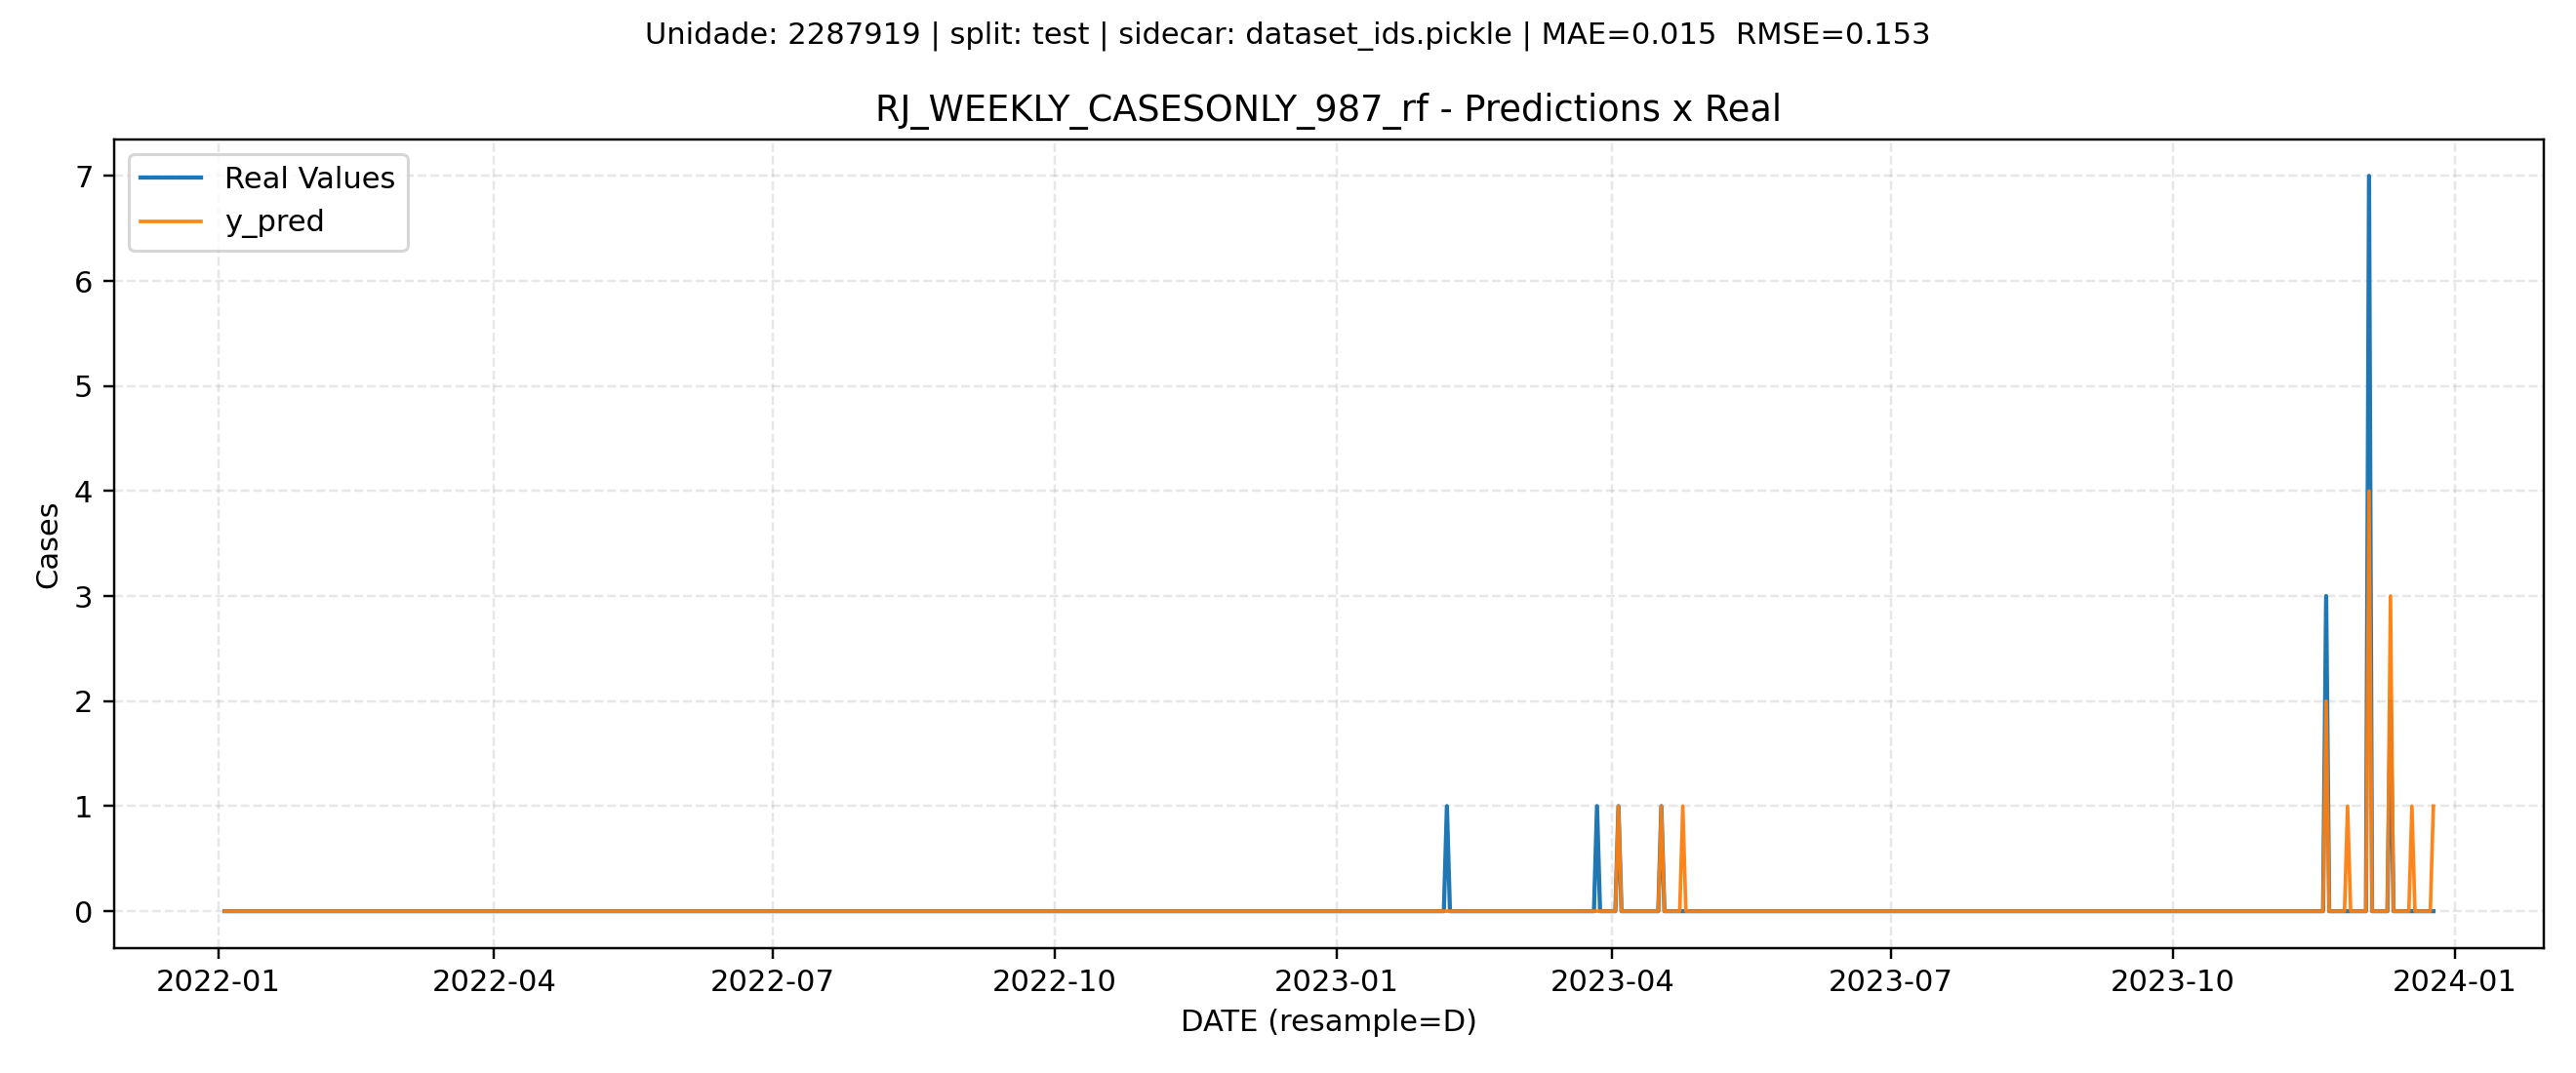 Unidade: 2287919 | split: test | sidecar: dataset_ids.pickle | MAE=0.015  RMSE=0.153
RJ_WEEKLY_CASESONLY_987_rf - Predictions x Real
Real Values
y_pred
7
6
5
4
3
2
1
0
Cases
2022-01
2022-04
2022-07
2022-10
2023-01
2023-04
2023-07
2023-10
2024-01
DATE (resample=D)